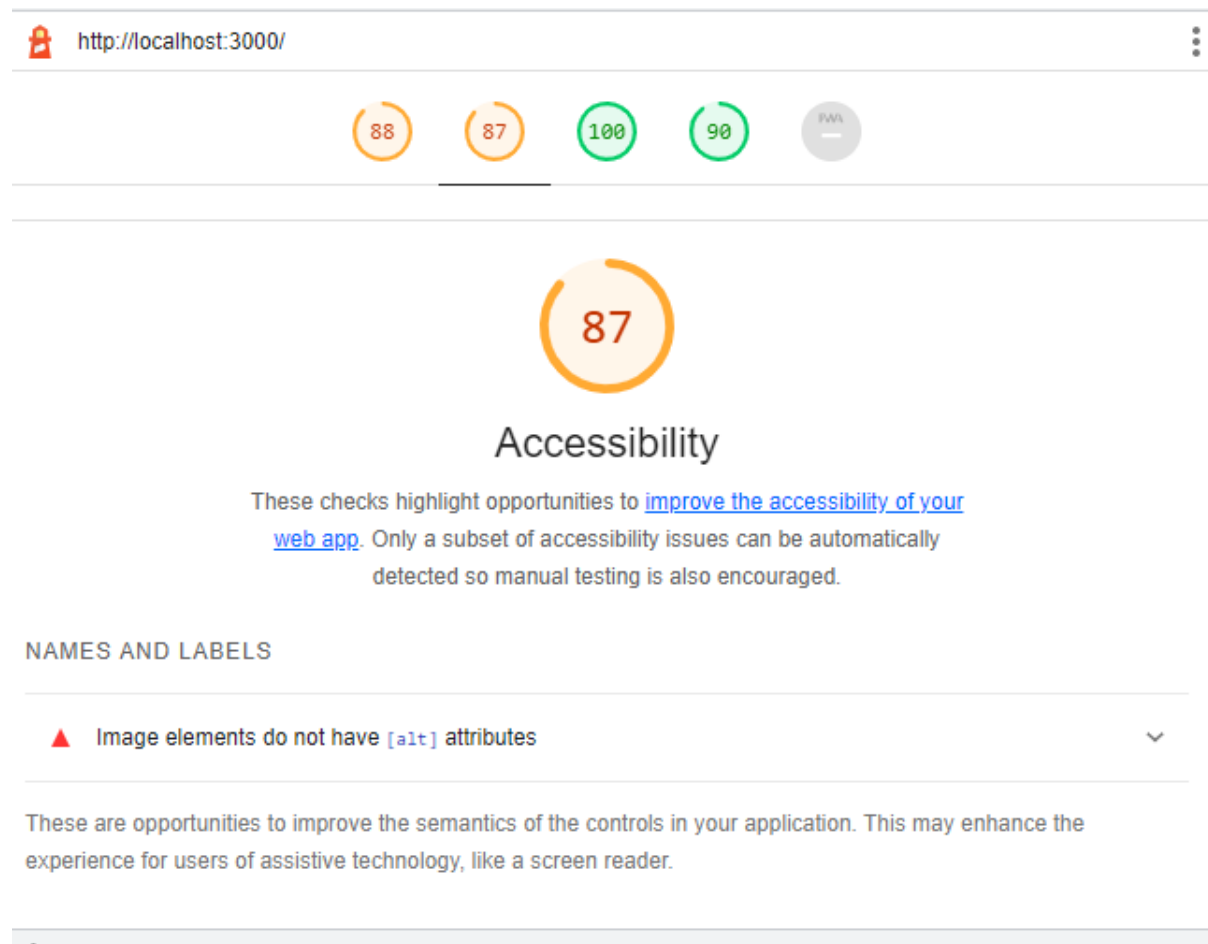 http://localhost:3000/
88 87 100 90 PWA
87
Accessibility
These checks highlight opportunities to improve the accessibility of your
web app. Only a subset of accessibility issues can be automatically
detected so manual testing is also encouraged.
NAMES AND LABELS
Image elements do not have [alt] attributes
These are opportunities to improve the semantics of the controls in your application. This may enhance the
experience for users of assistive technology, like a screen reader.